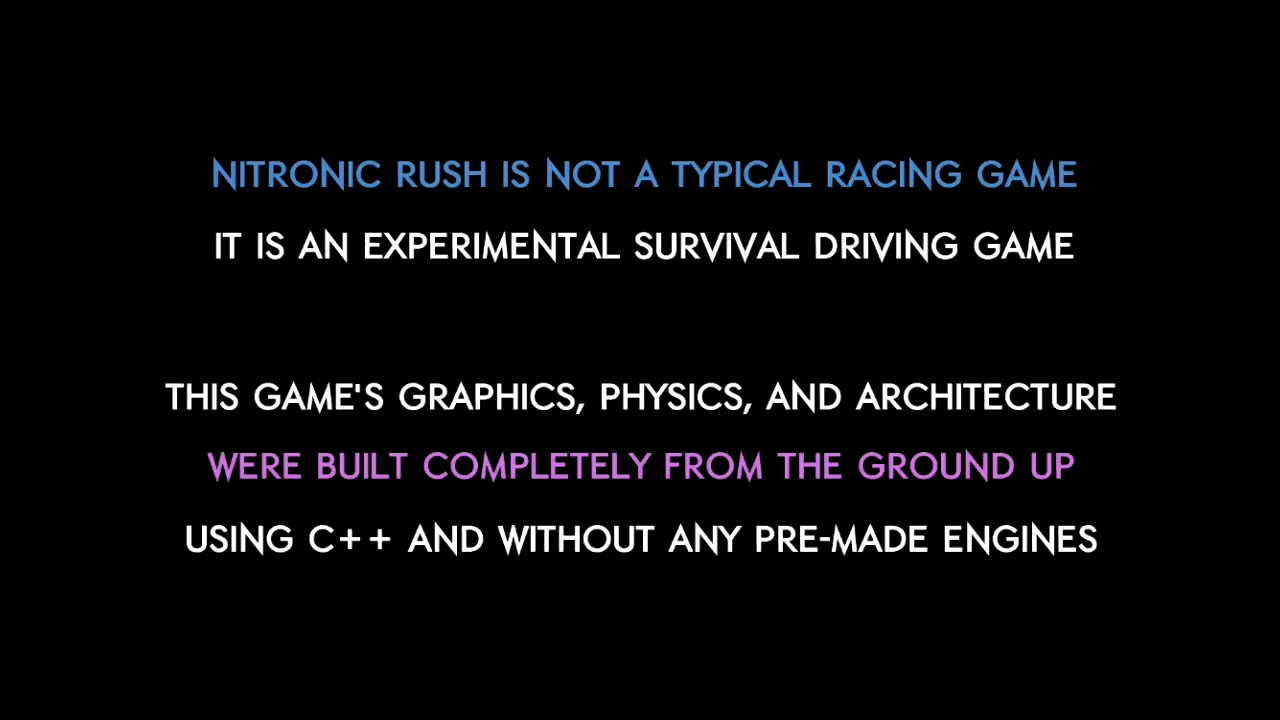 NITRONIC RUSH IS NOT A TYPICAL RACING GAME
IT IS AN EXPERIMENTAL SURVIVAL DRIVING GAME
THIS GAME'S GRAPHICS, PHYSICS, AND ARCHITECTURE
WERE BUILT COMPLETELY FROM THE GROUND UP
USING C++ AND WITHOUT ANY PRE-MADE ENGINES